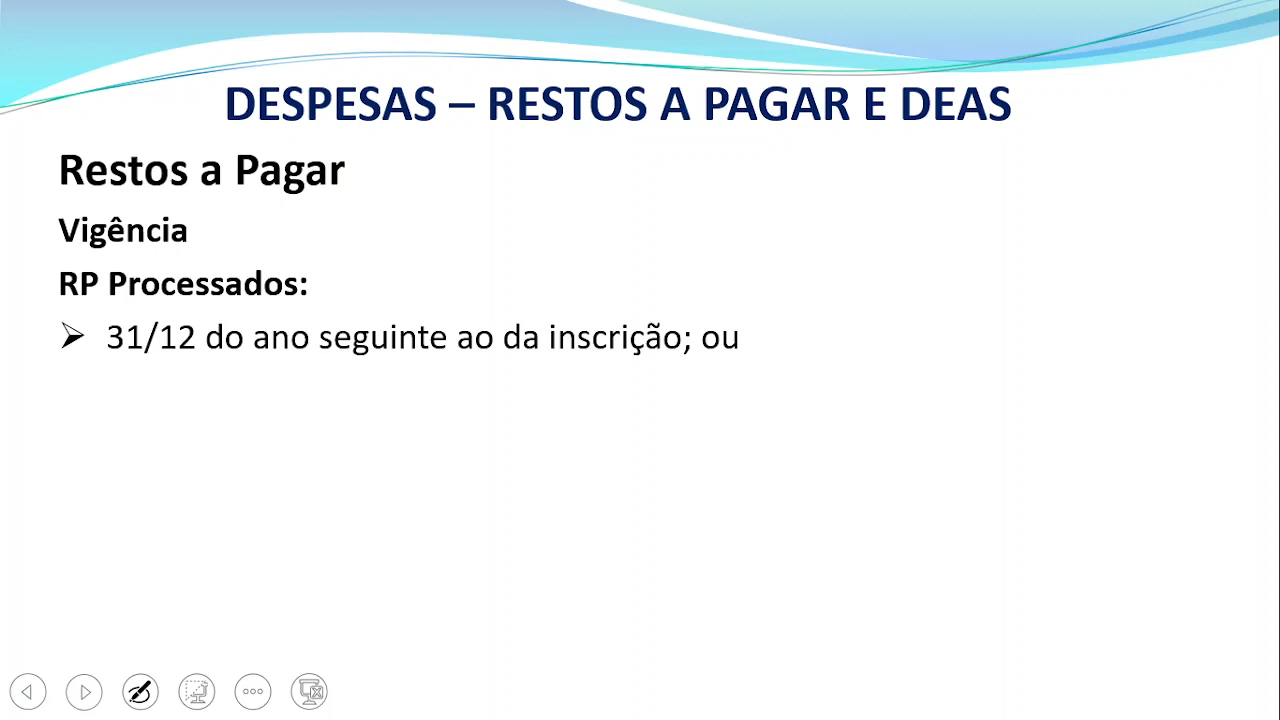 DESPESAS – RESTOS A PAGAR E DEAS
Restos a Pagar
Vigência
RP Processados:
➢ 31/12 do ano seguinte ao da inscrição; ou